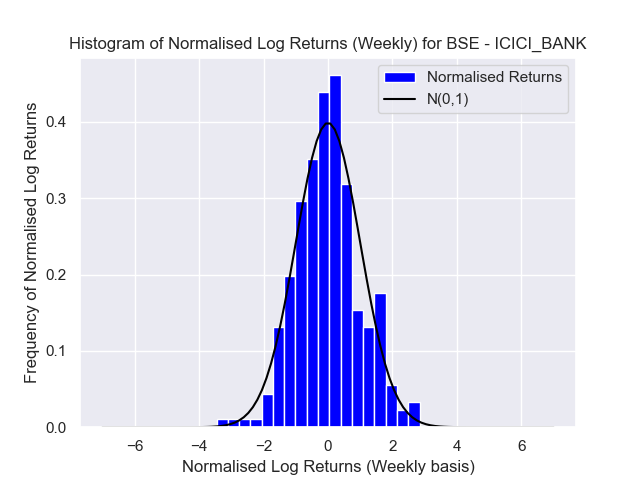 Histogram of Normalised Log Returns (Weekly) for BSE - ICICI_BANK
Normalised Returns
N(0,1)
Frequency of Normalised Log Returns
0.4
0.3
0.2
0.1
0.0
−6 −4 −2 0 2 4 6
Normalised Log Returns (Weekly basis)